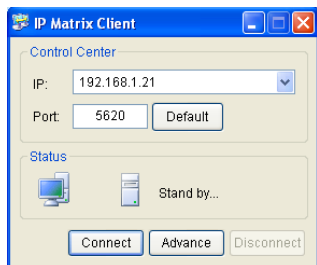 IP Matrix Client
Control Center
IP: 192.168.1.21
Port: 5620 Default
Status
Stand by...
Connect Advance Disconnect